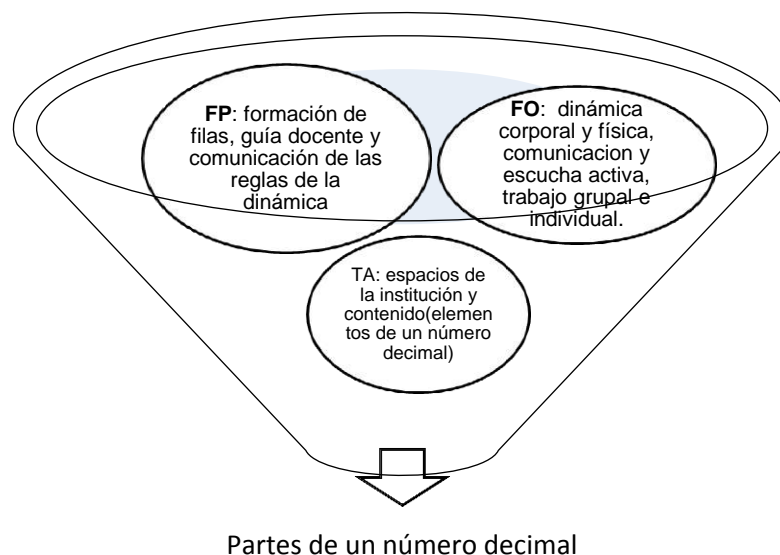 FP: formación de
filas, guía docente y
comunicación de las
reglas de la
dinámica
FO: dinámica
corporal y física,
comunicacion y
escucha activa,
trabajo grupal e
individual.
TA: espacios de
la institución y
contenido(elemen
tos de un número
decimal)
Partes de un número decimal